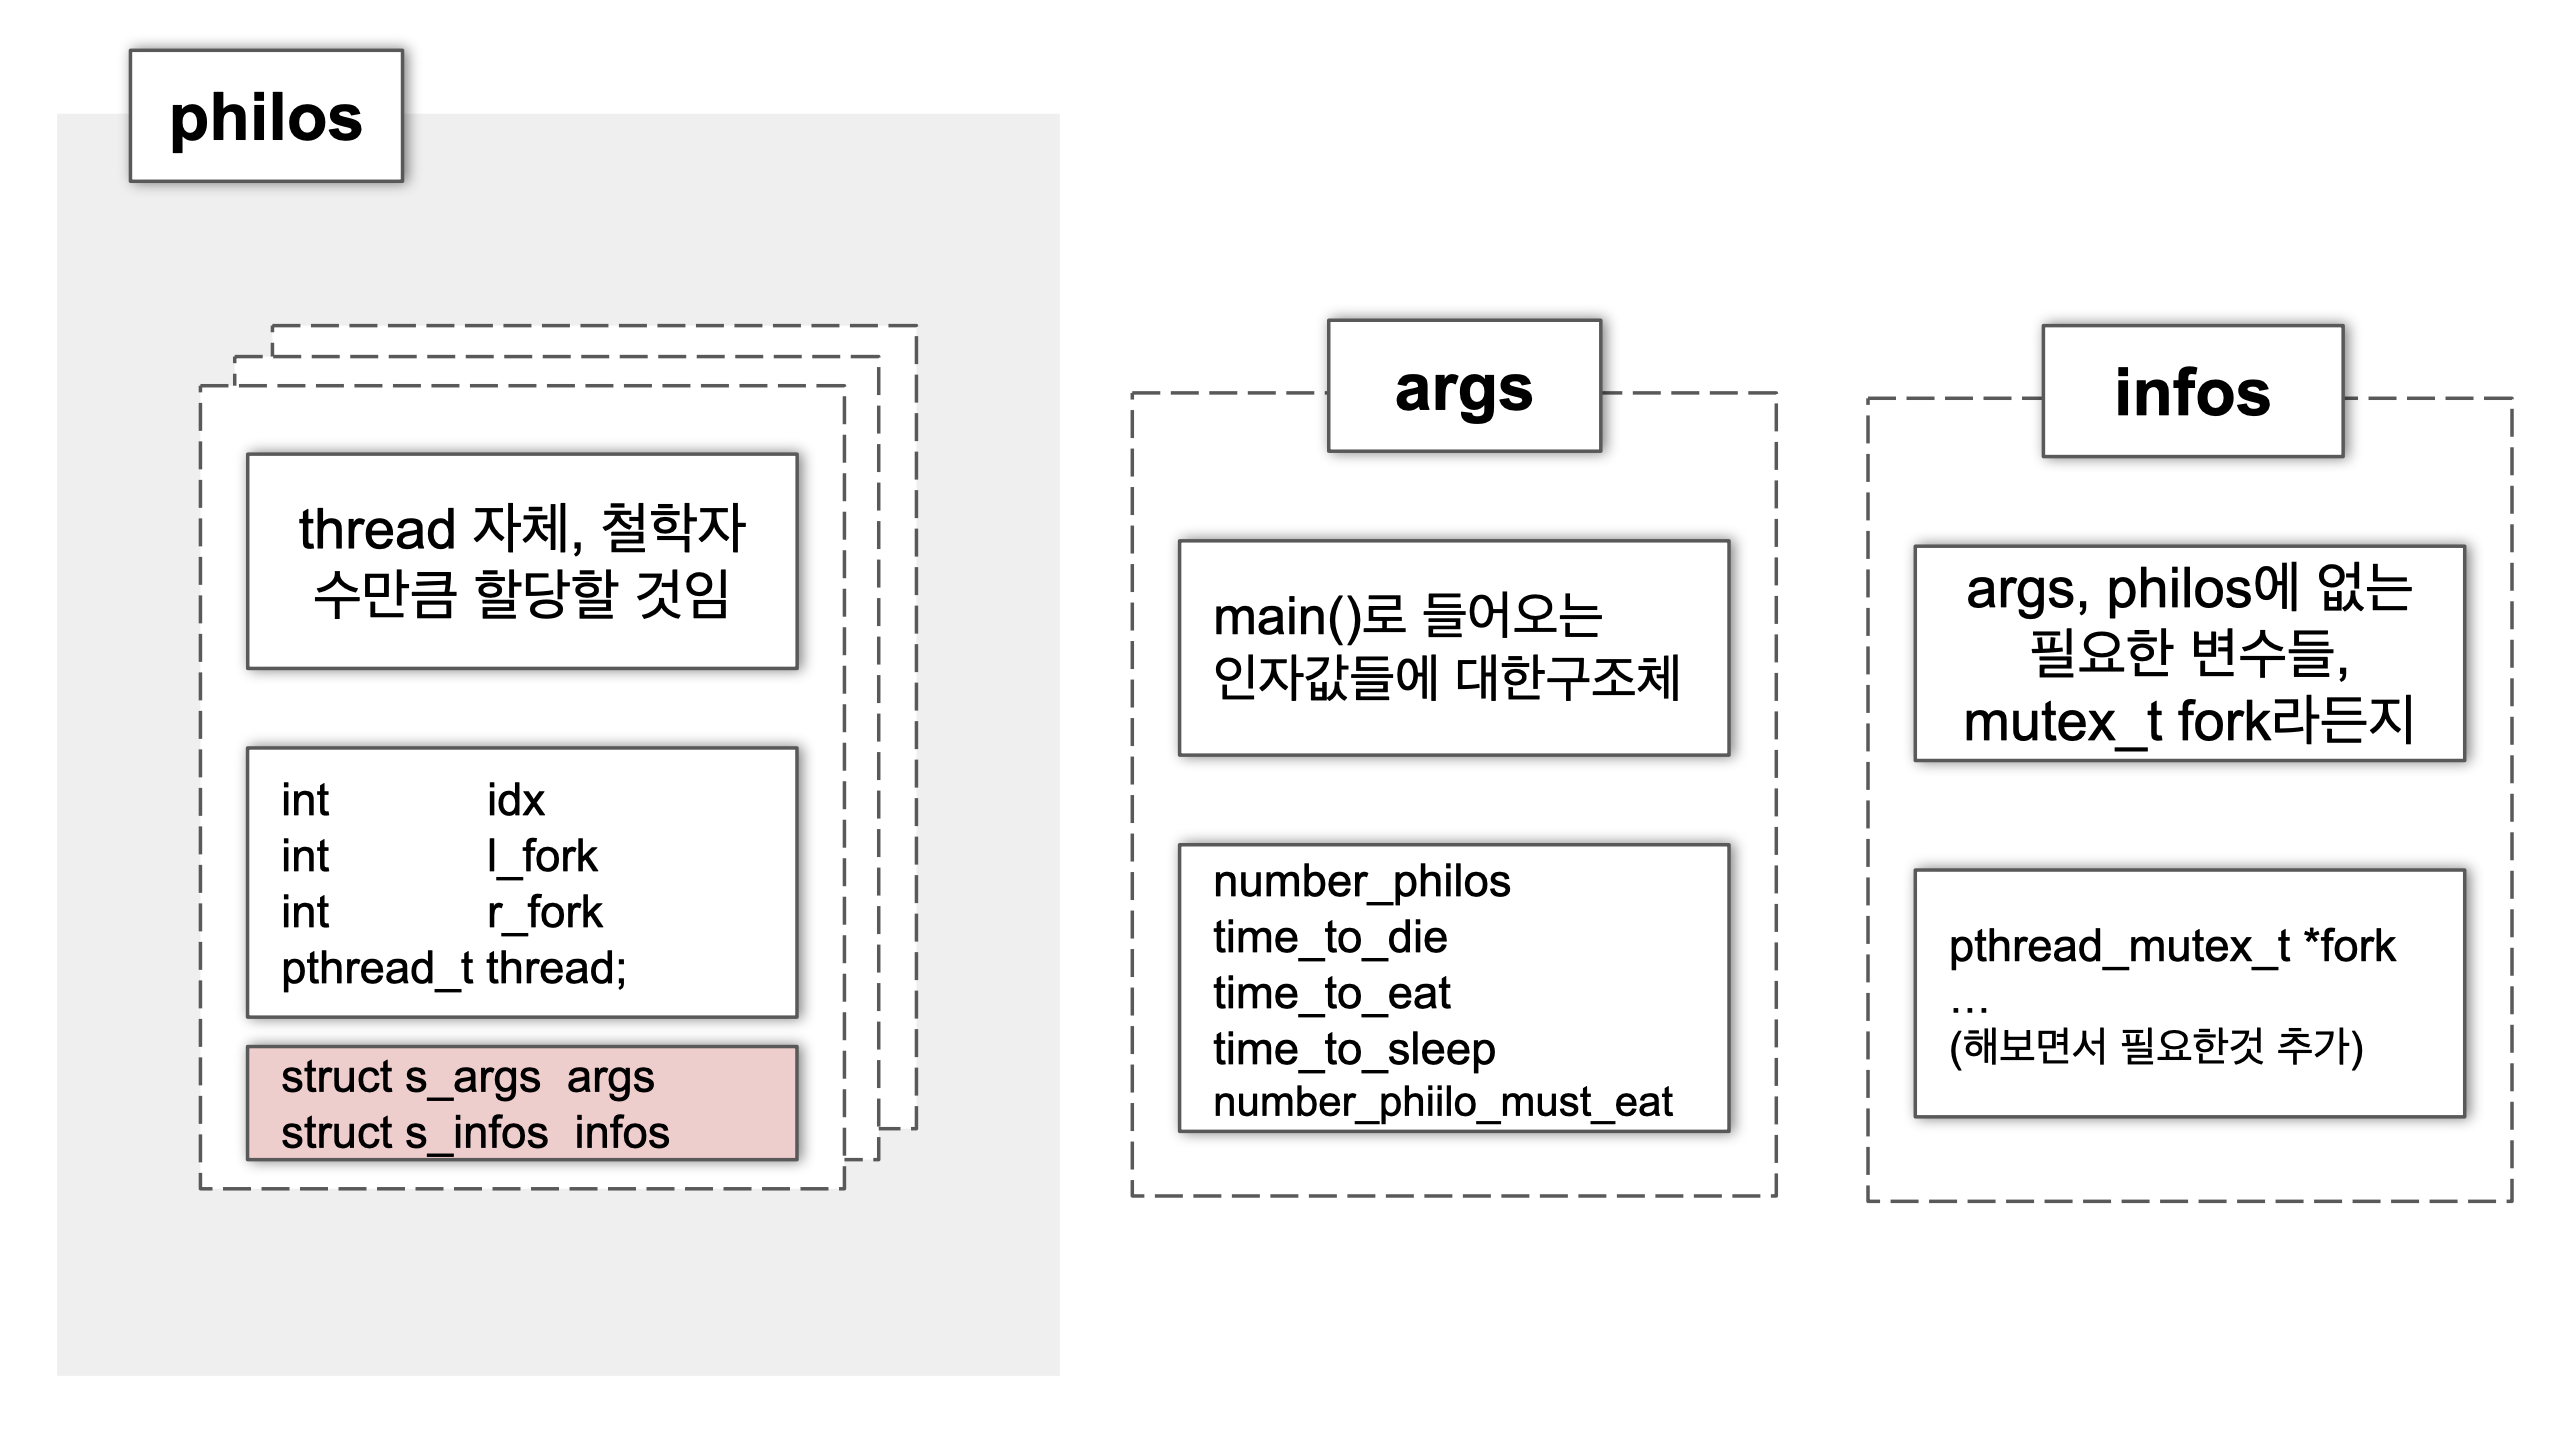 philos
thread 자체, 철학자
수만큼 할당할 것임
int idx
int l_fork
int r_fork
pthread_t thread;
struct s_args args
struct s_infos infos
args
main()로 들어오는
인자값들에 대한구조체
number_philos
time_to_die
time_to_eat
time_to_sleep
number_phiilo_must_eat
infos
args, philos에 없는
필요한 변수들,
mutex_t fork라든지
pthread_mutex_t *fork
...
(해보면서 필요한것 추가)